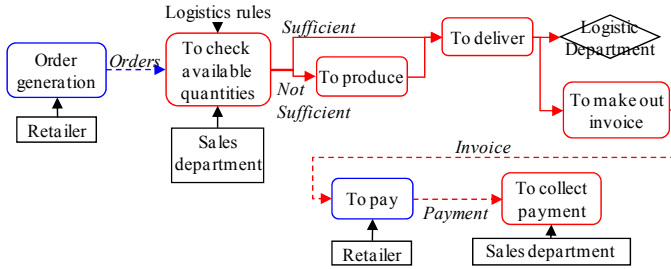 Logistics rules
Order
generation
Orders
To check
available
quantities
Sufficient
Not
Sufficient
To produce
To deliver
Logistic
Department
Retailer
Sales
department
To make out
invoice
Invoice
To pay
Payment
To collect
payment
Retailer
Sales department